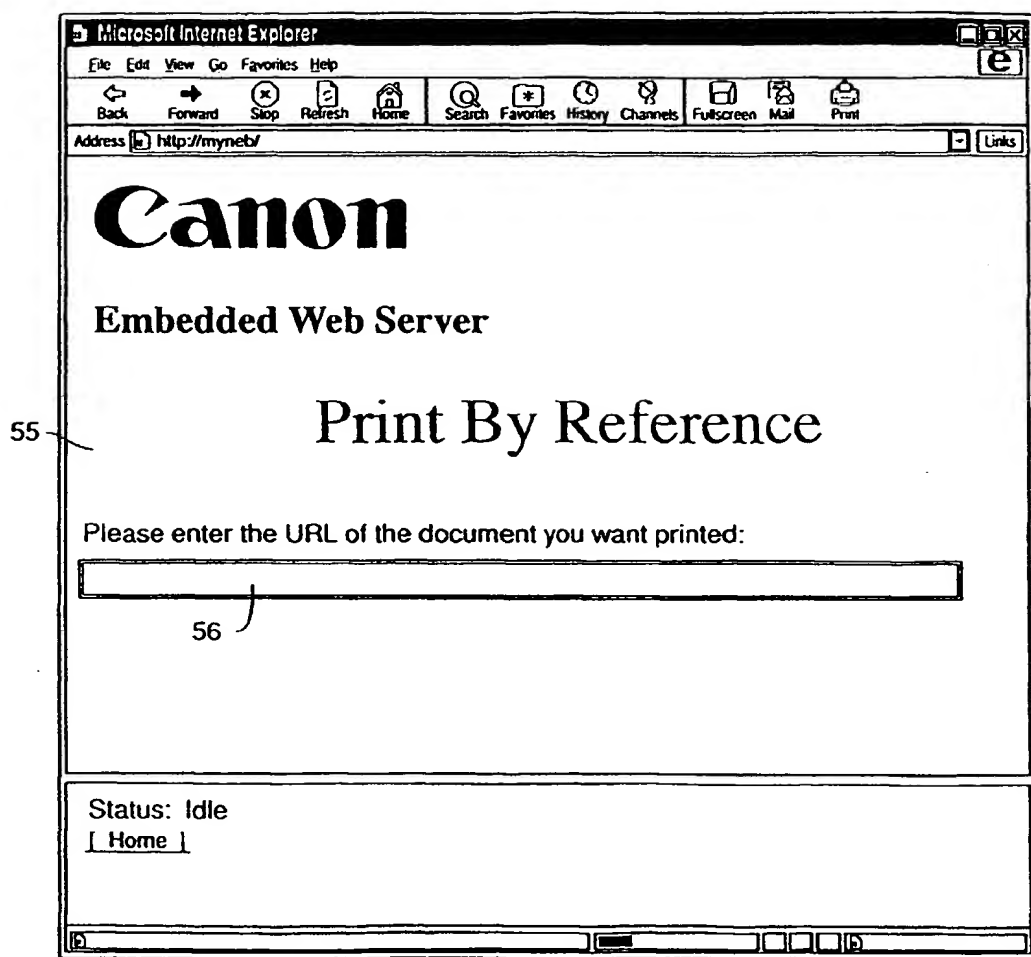 Microsoft Internet Explorer
File Edit View Go Favorites Help
Back Forward Stop Refresh Home Search Favorites History Channels Fullscreen Mail Print
Address http://myneb/ Links
Canon
Embedded Web Server
Print By Reference
55
Please enter the URL of the document you want printed:
56
Status: Idle
[ Home ]